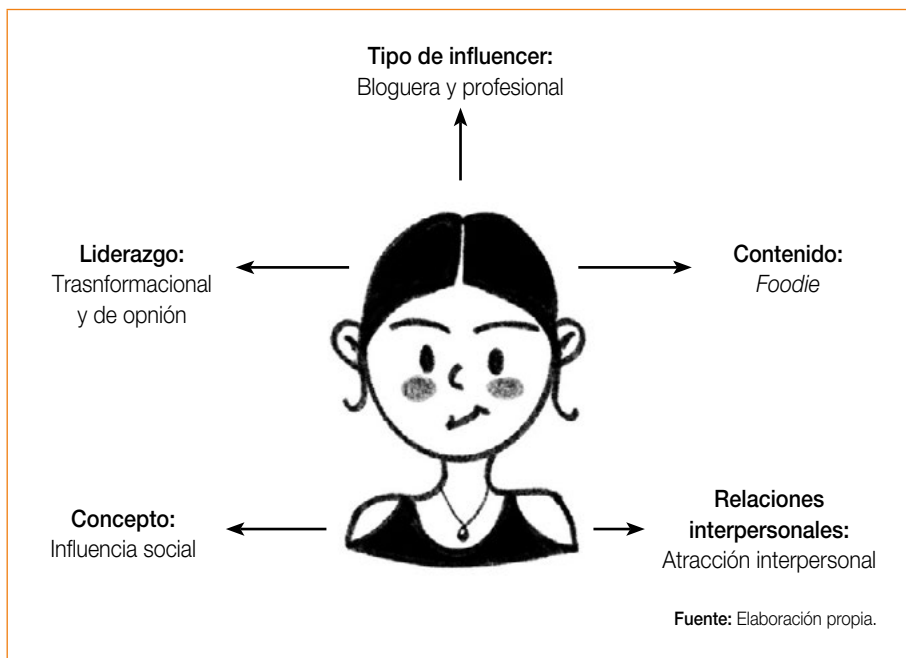 Tipo de influencer:
Bloguera y profesional
Liderazgo:
Trasnformacional
y de opnión
Contenido:
Foodie
Concepto:
Influencia social
Relaciones
interpersonales:
Atracción interpersonal
Fuente: Elaboración propia.